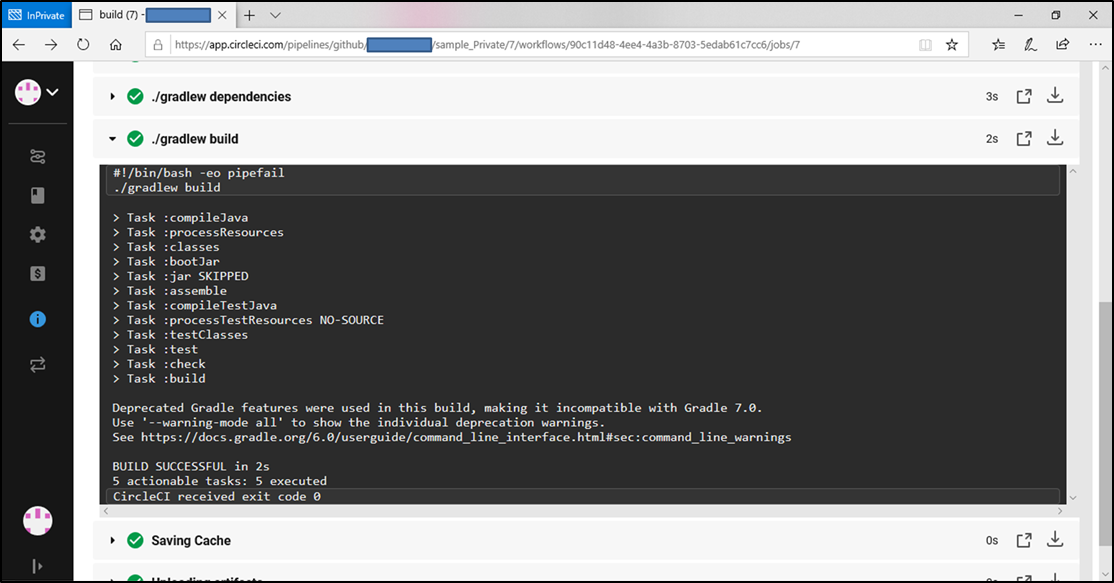 InPrivate
build (7) -
https://app.circleci.com/pipelines/github/ /sample_Private/7/workflows/90c11d48-4ee4-4a3b-8703-5edab61c7cc6/jobs/7
./gradlew dependencies 3s
./gradlew build 2s
#!/bin/bash -eo pipefail
./gradlew build
> Task :compileJava
> Task :processResources
> Task :classes
> Task :bootJar
> Task :jar SKIPPED
> Task :assemble
> Task :compileTestJava
> Task :processTestResources NO-SOURCE
> Task :testClasses
> Task :test
> Task :check
> Task :build
Deprecated Gradle features were used in this build, making it incompatible with Gradle 7.0.
Use '--warning-mode all' to show the individual deprecation warnings.
See https://docs.gradle.org/6.0/userguide/command_line_interface.html#sec:command_line_warnings
BUILD SUCCESSFUL in 2s
5 actionable tasks: 5 executed
CircleCI received exit code 0
Saving Cache 0s
Uploading artifacts